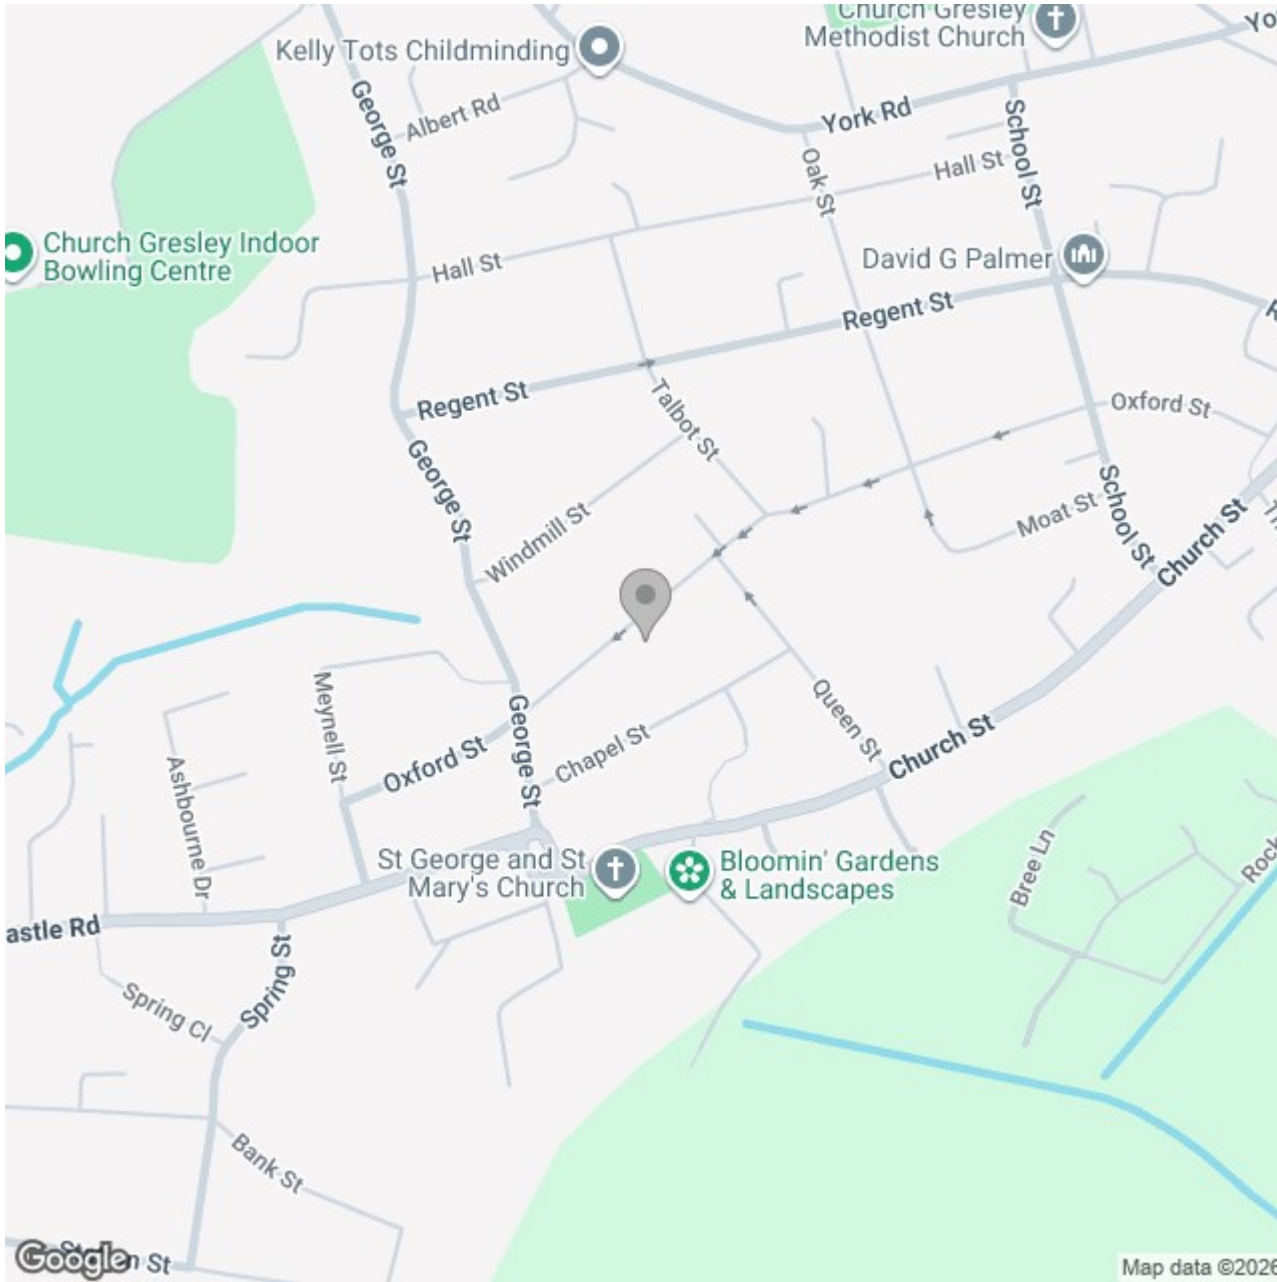 Church Gresley
Methodist Church
Yo
Kelly Tots Childminding
George St
Albert Rd
York Rd
School St
Oak St
Hall St
Church Gresley Indoor
Bowling Centre
Hall St
David G Palmer
Regent St
Regent St
Talbot St
Oxford St
George St
Windmill St
Moat St
School St
Church St
Meynell St
Queen St
George St
Oxford St
Chapel St
Church St
Ashbourne Dr
St George and St
Mary's Church
Bloomin' Gardens
& Landscapes
Bree Ln
Rock
astle Rd
Spring St
Spring Cl
Bank St
St
Google
Map data ©2026